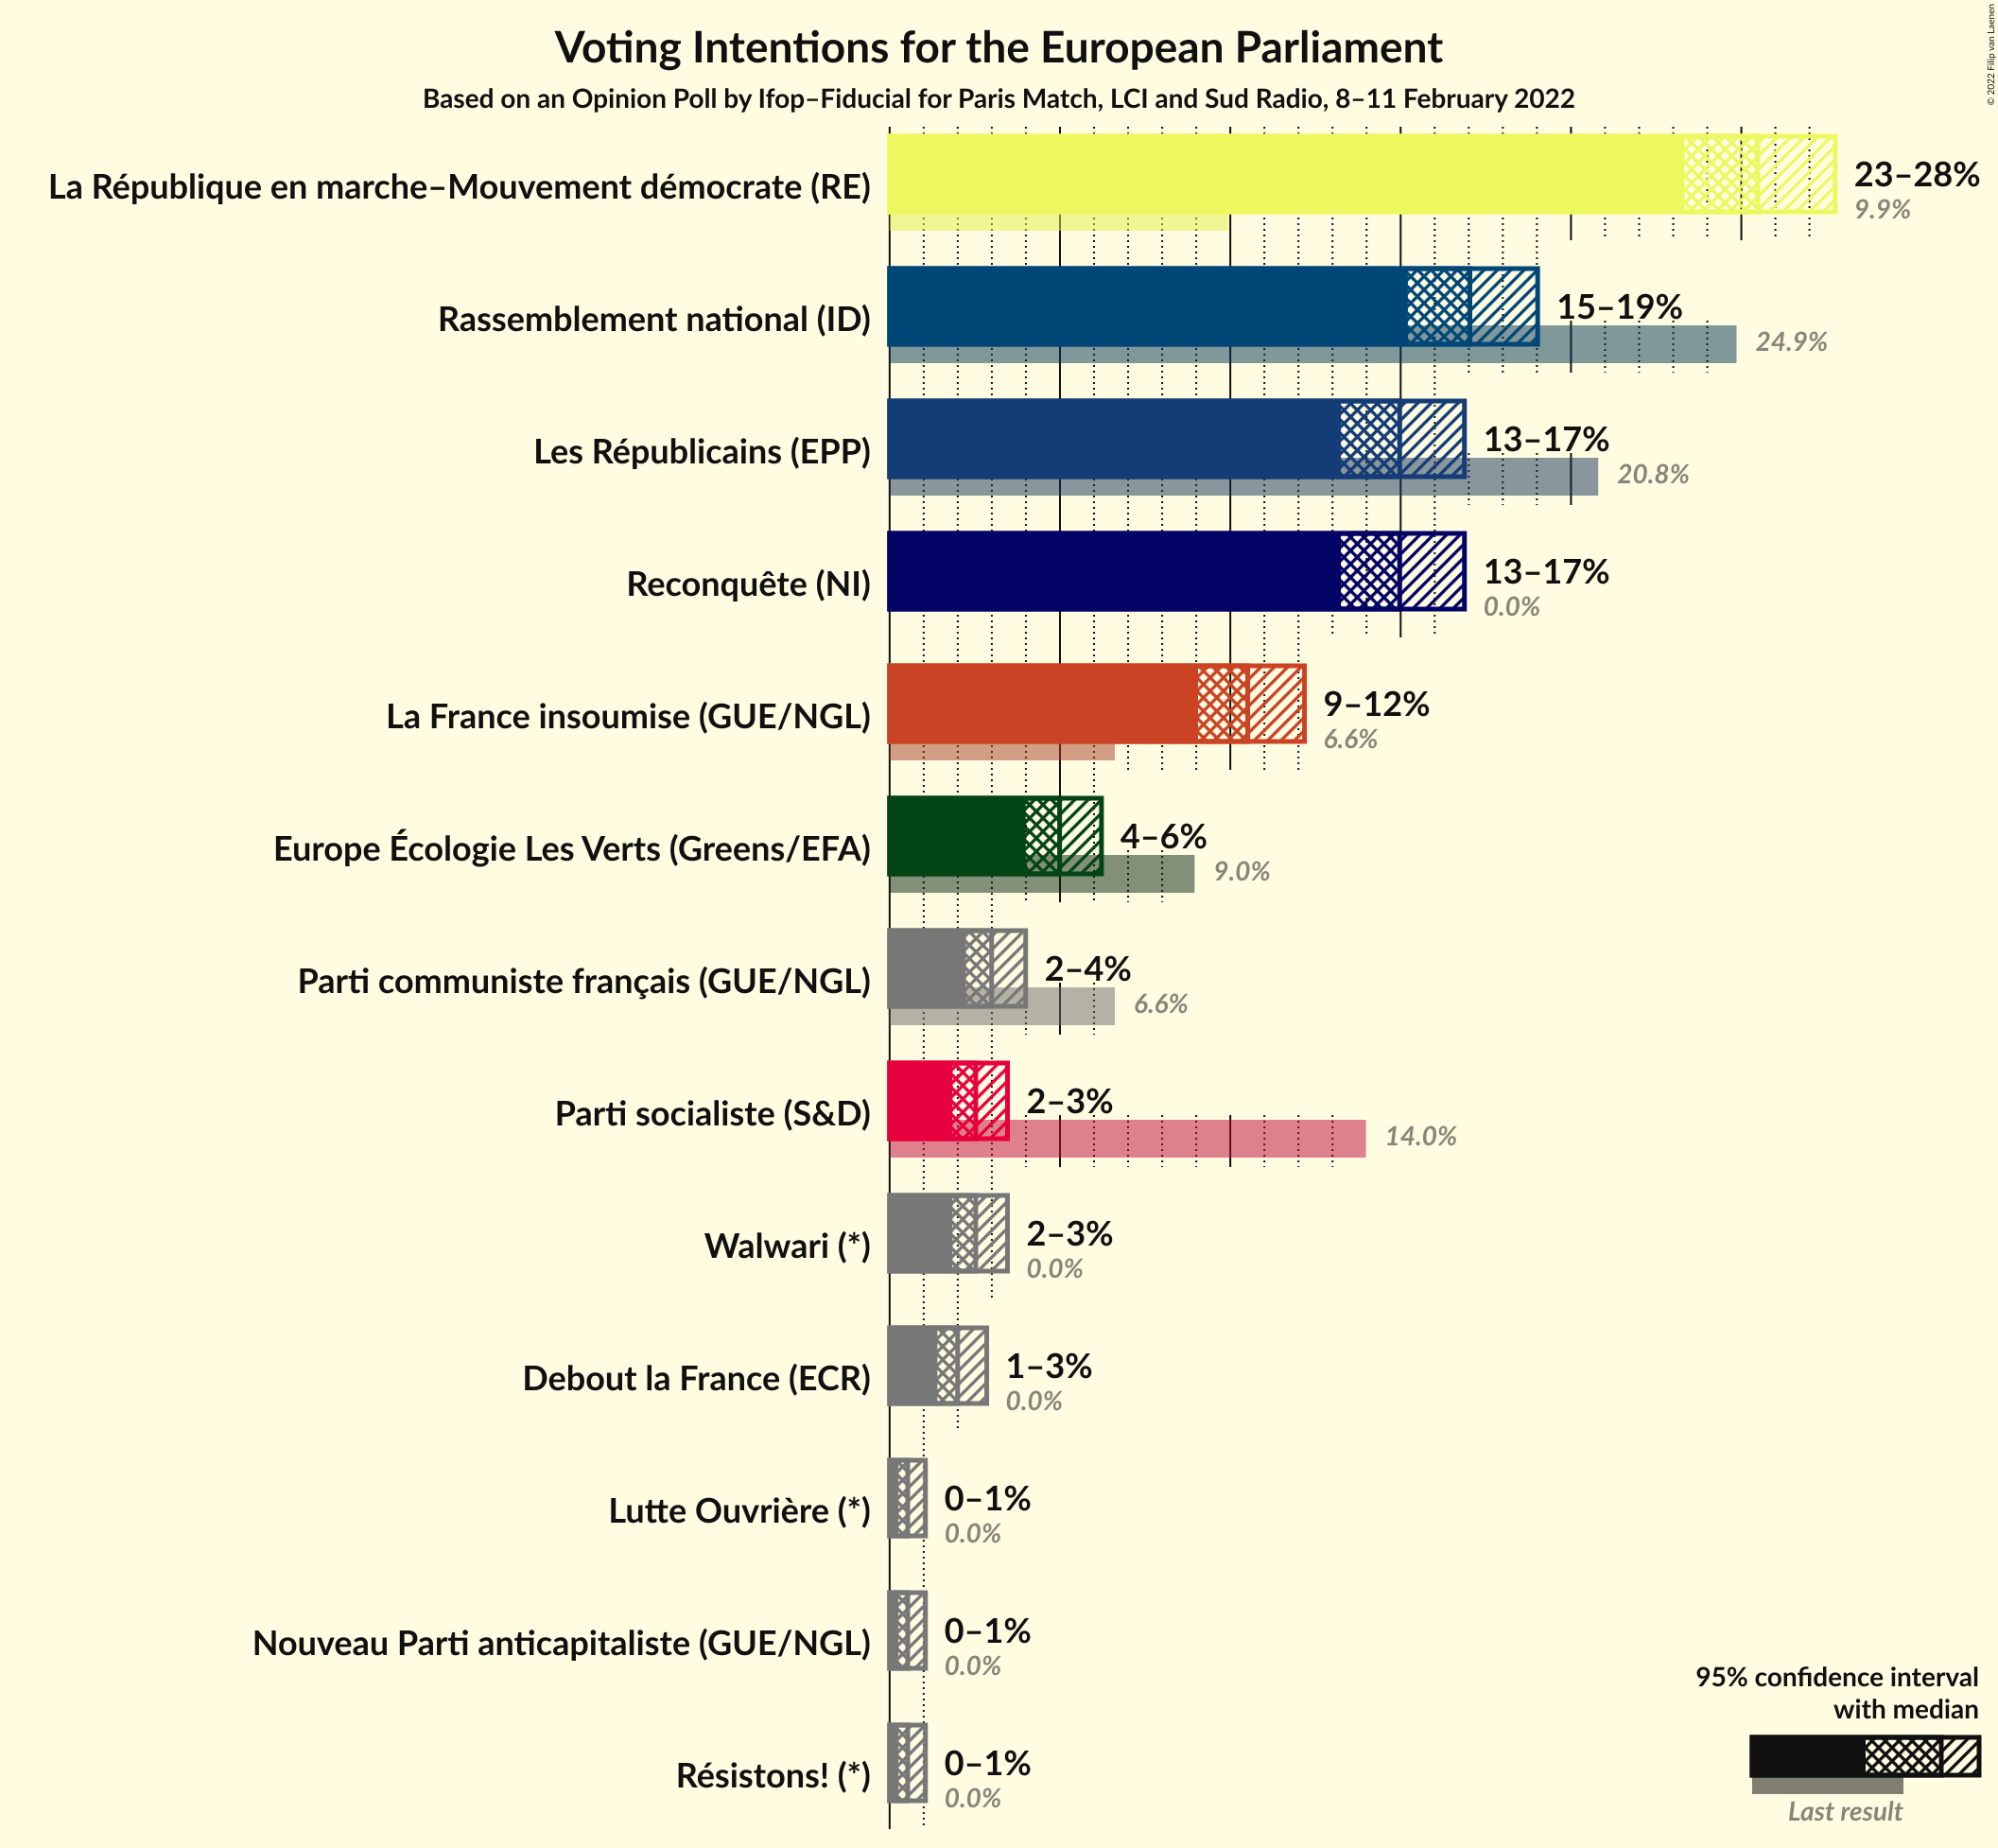 Voting Intentions for the European Parliament
Based on an Opinion Poll by Ifop–Fiducial for Paris Match, LCI and Sud Radio, 8–11 February 2022
© 2022 Filip van Laenen
La République en marche–Mouvement démocrate (RE)
23–28%
9.9%
Rassemblement national (ID)
15–19%
24.9%
Les Républicains (EPP)
13–17%
20.8%
Reconquête (NI)
13–17%
0.0%
La France insoumise (GUE/NGL)
9–12%
6.6%
Europe Écologie Les Verts (Greens/EFA)
4–6%
9.0%
Parti communiste français (GUE/NGL)
2–4%
6.6%
Parti socialiste (S&D)
2–3%
14.0%
Walwari (*)
2–3%
0.0%
Debout la France (ECR)
1–3%
0.0%
Lutte Ouvrière (*)
0–1%
0.0%
Nouveau Parti anticapitaliste (GUE/NGL)
0–1%
0.0%
Résistons! (*)
0–1%
0.0%
95% confidence interval
with median
Last result